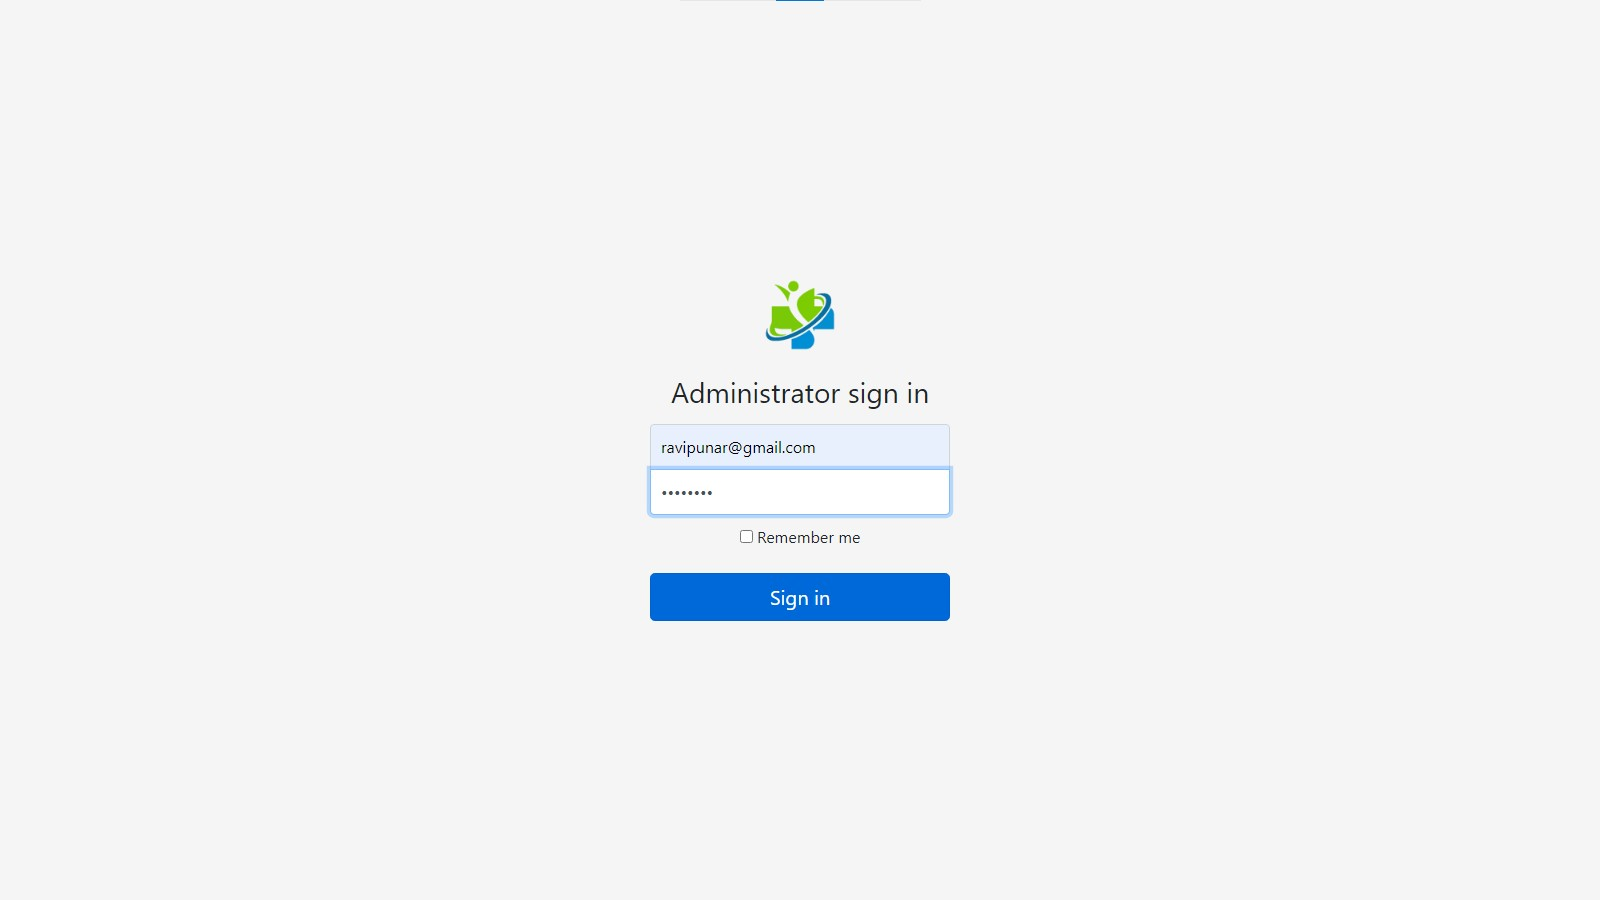 Administrator sign in
ravipunar@gmail.com
••••••••
Remember me
Sign in